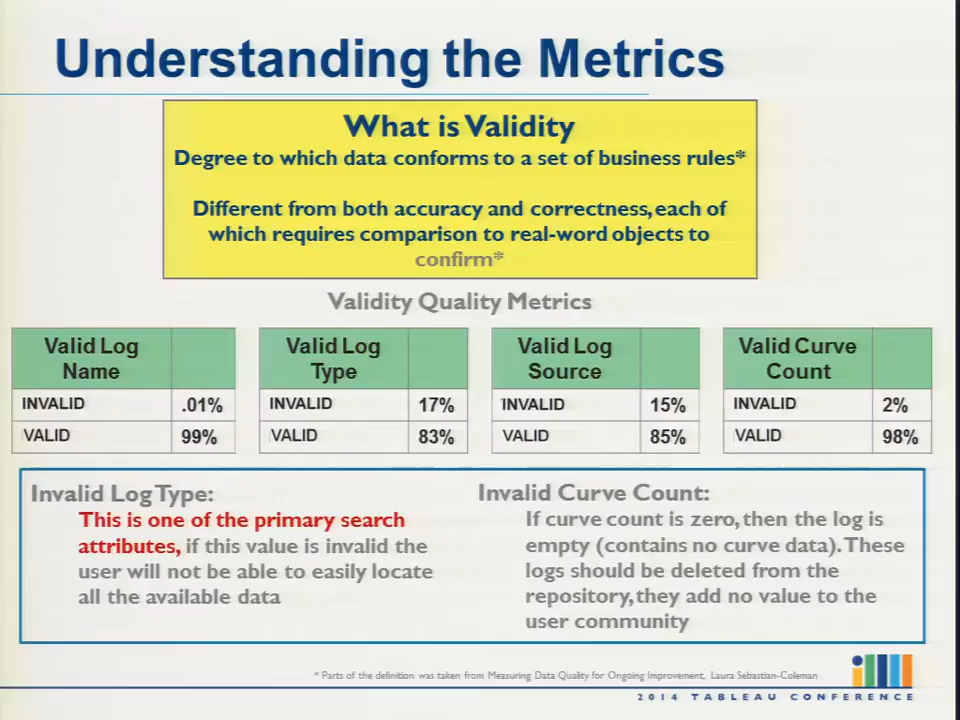 Understanding the Metrics
What is Validity
Degree to which data conforms to a set of business rules*
Different from both accuracy and correctness, each of
which requires comparison to real-word objects to
confirm*
Validity Quality Metrics
Valid Log
Name
INVALID .01%
VALID 99%
Valid Log
Type
INVALID 17%
VALID 83%
Valid Log
Source
INVALID 15%
VALID 85%
Valid Curve
Count
INVALID 2%
VALID 98%
Invalid Log Type:
This is one of the primary search
attributes, if this value is invalid the
user will not be able to easily locate
all the available data
Invalid Curve Count:
If curve count is zero, then the log is
empty (contains no curve data). These
logs should be deleted from the
repository, they add no value to the
user community
* Parts of the definition was taken from Measuring Data Quality for Ongoing Improvement, Laura Sebastian-Coleman
2014 TABLEAU CONFERENCE